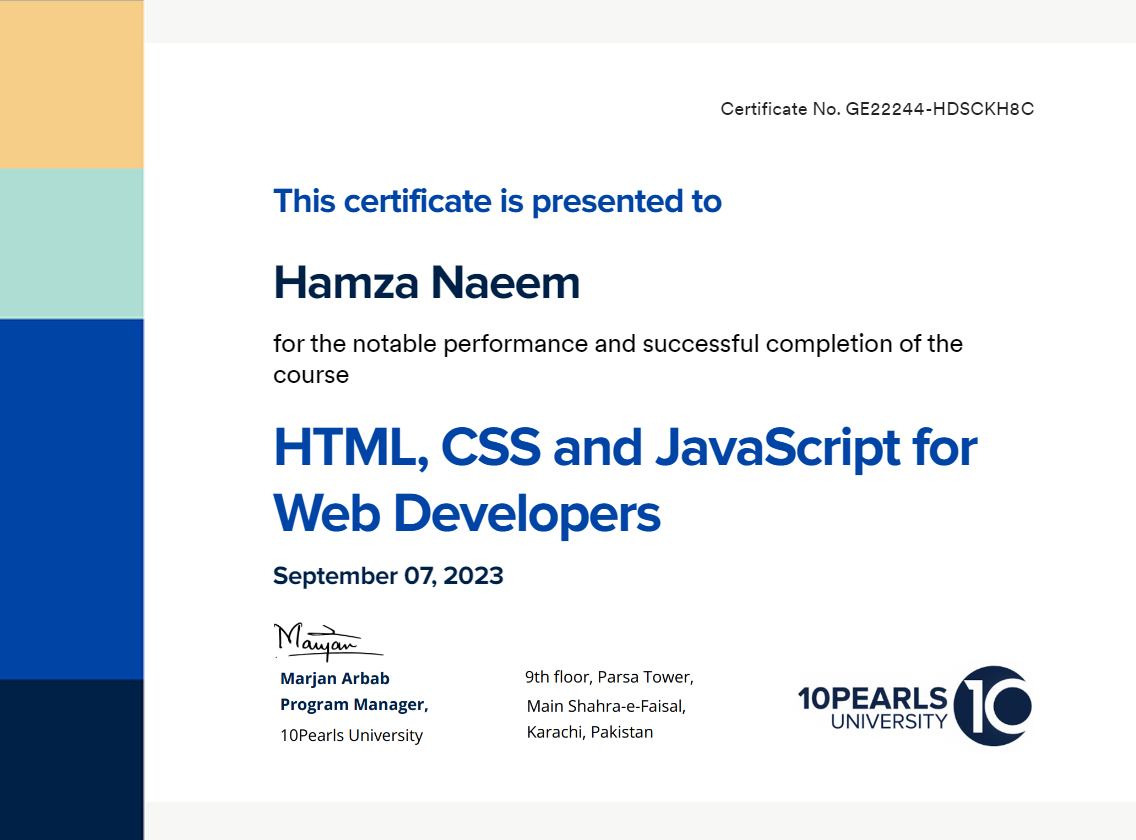 Certificate No. GE22244-HDSCKH8C
This certificate is presented to
Hamza Naeem
for the notable performance and successful completion of the
course
HTML, CSS and JavaScript for
Web Developers
September 07, 2023
Marjan
Marjan Arbab
Program Manager,
10Pearls University
9th floor, Parsa Tower,
Main Shahra-e-Faisal,
Karachi, Pakistan
10PEARLS
UNIVERSITY
10